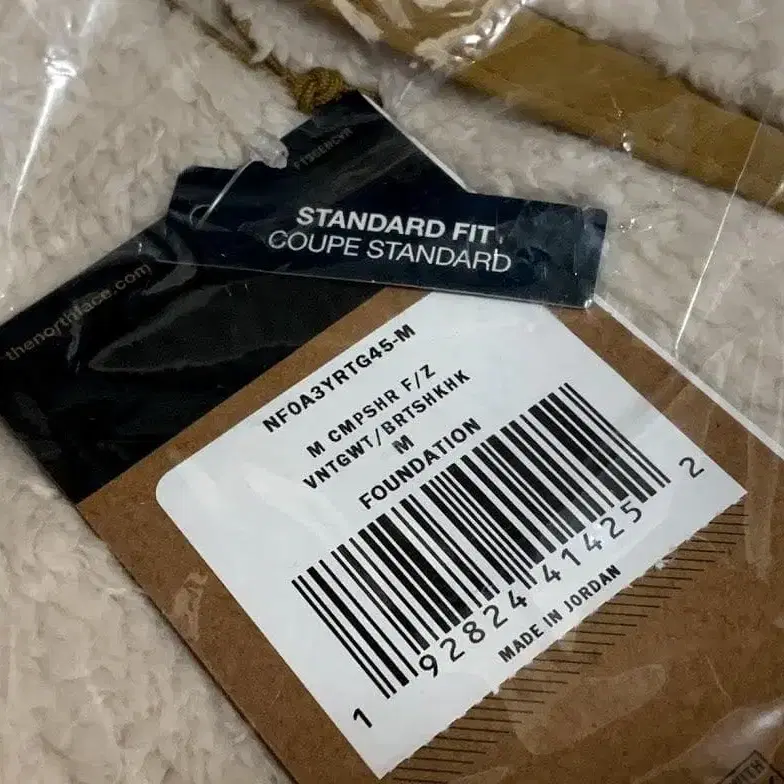 STANDARD FIT
COUPE STANDARD
thenorthface.com
NF0A3YRTG45-M
M CMPSHR F/Z
VNTGWT/BRTSHKHK
M
FOUNDATION
1 92824 41425 2
MADE IN JORDAN